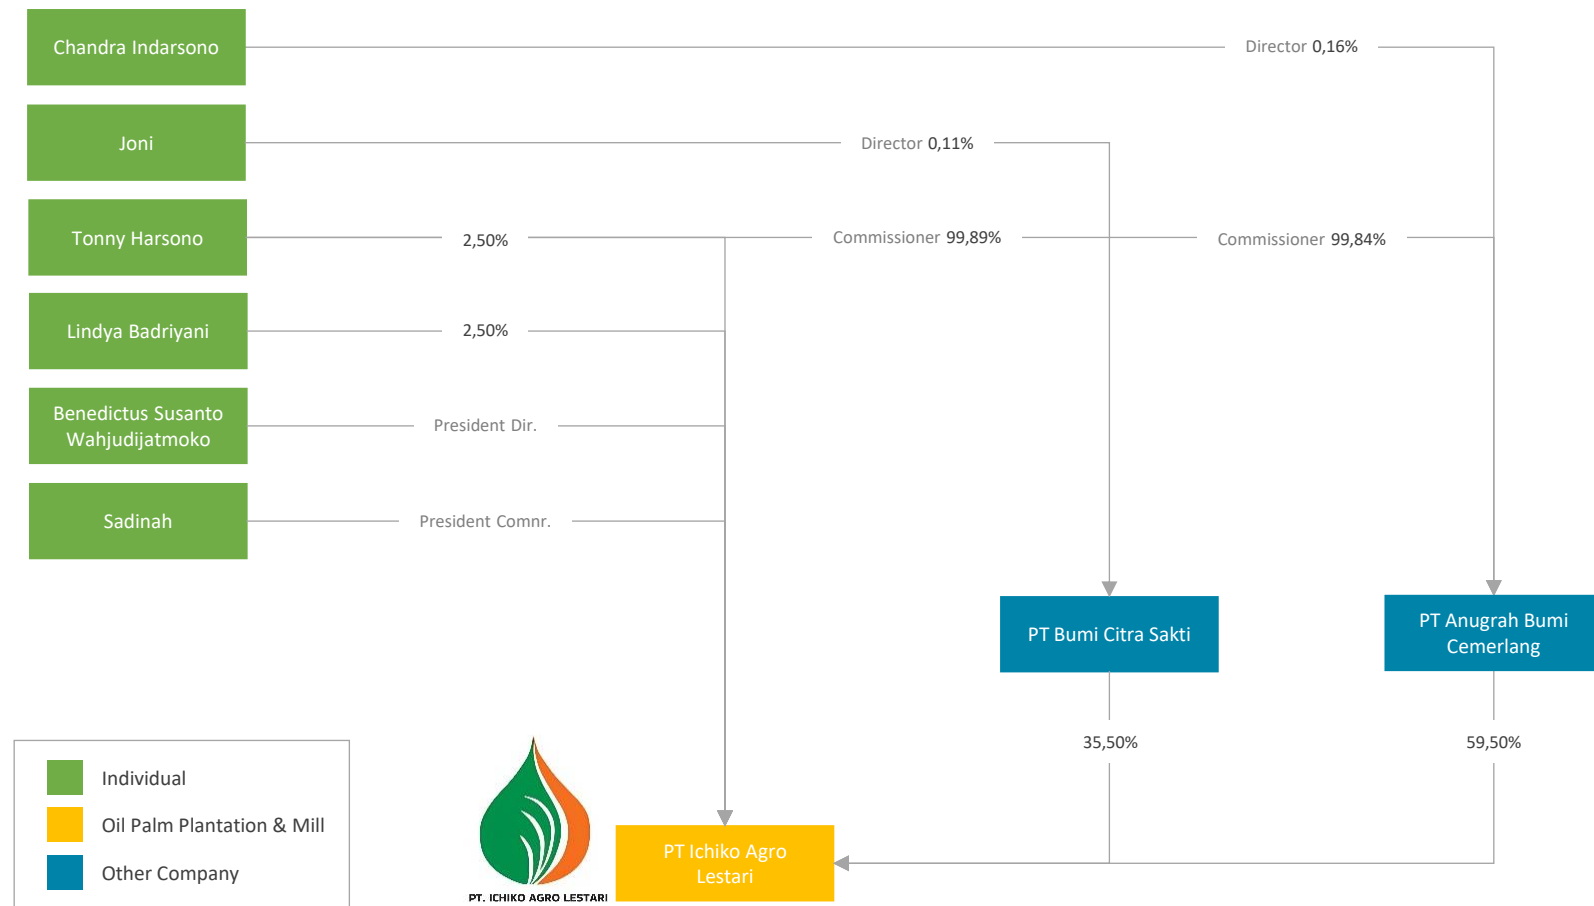 Chandra Indarsono
Director 0,16%
Joni
Director 0,11%
Tonny Harsono
2,50%
Commissioner 99,89%
Commissioner 99,84%
Lindya Badriyani
2,50%
Benedictus Susanto
Wahjudijatmoko
President Dir.
Sadinah
President Comnr.
PT Bumi Citra Sakti
PT Anugrah Bumi
Cemerlang
35,50%
59,50%
Individual
Oil Palm Plantation & Mill
Other Company
PT. ICHIKO AGRO LESTARI
PT Ichiko Agro
Lestari